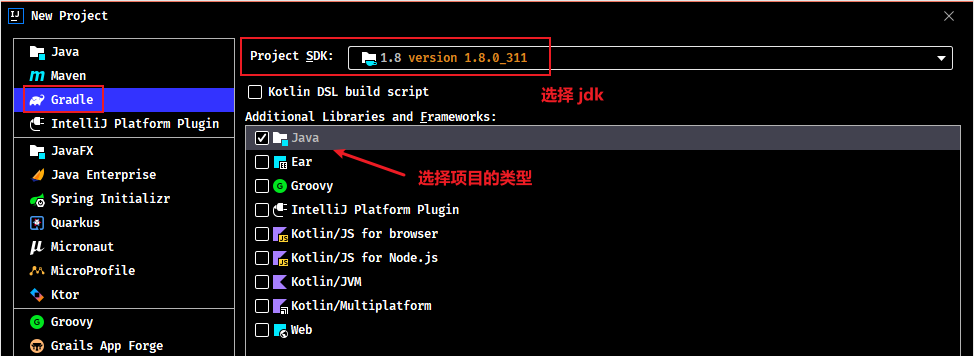 New Project
Java
Maven
Gradle
IntelliJ Platform Plugin
JavaFX
Java Enterprise
Spring Initializr
Quarkus
Micronaut
MicroProfile
Ktor
Groovy
Grails App Forge
Project SDK: 1.8 version 1.8.0_311
Kotlin DSL build script
选择 jdk
Additional Libraries and Frameworks:
Java
Ear
选择项目的类型
Groovy
IntelliJ Platform Plugin
Kotlin/JS for browser
Kotlin/JS for Node.js
Kotlin/JVM
Kotlin/Multiplatform
Web